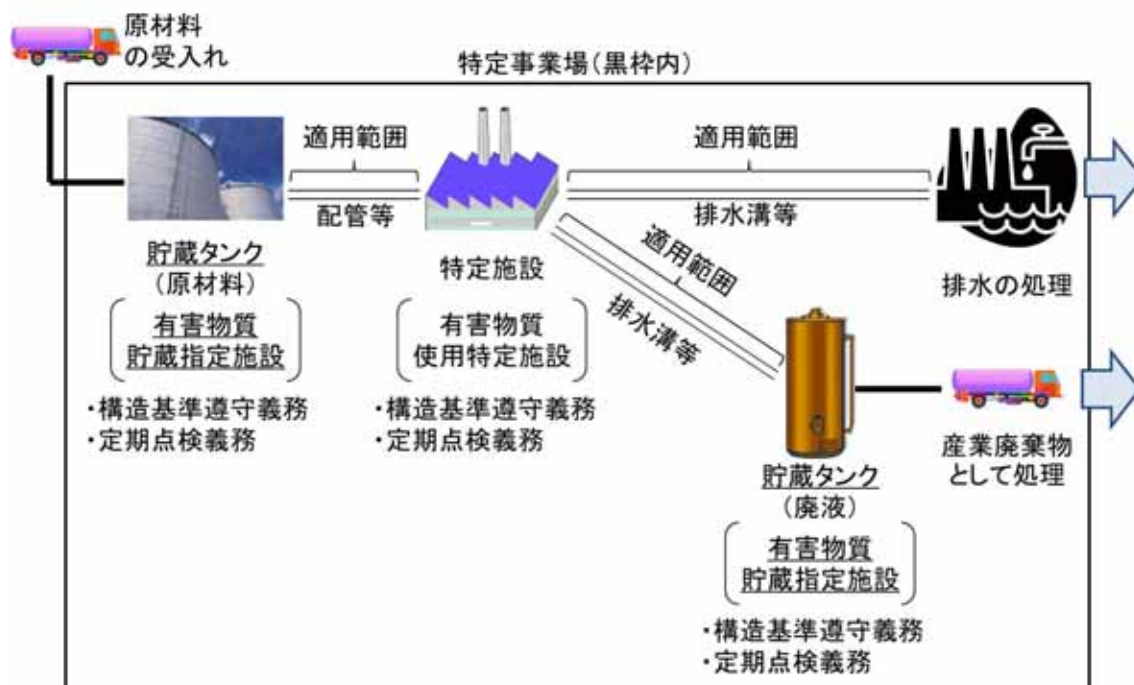 原材料
の受入れ
特定事業場(黒枠内)
適用範囲
適用範囲
配管等
排水溝等
貯蔵タンク
(原材料)
特定施設
適用範囲
排水溝等
排水の処理
有害物質
貯蔵指定施設
有害物質
使用特定施設
・構造基準遵守義務
・定期点検義務
・構造基準遵守義務
・定期点検義務
産業廃棄物
として処理
貯蔵タンク
(廃液)
有害物質
貯蔵指定施設
・構造基準遵守義務
・定期点検義務